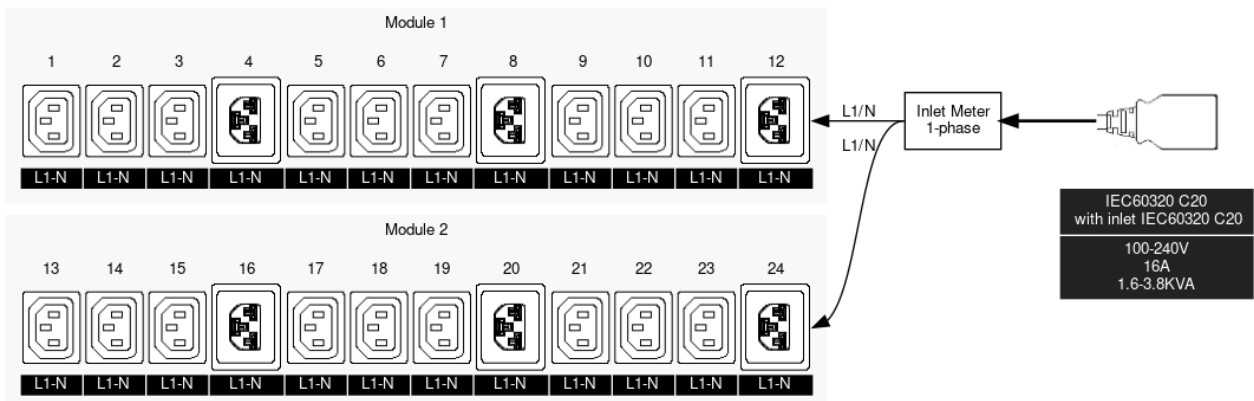 Module 1
1 2 3 4 5 6 7 8 9 10 11 12
L1-N L1-N L1-N L1-N L1-N L1-N L1-N L1-N L1-N L1-N L1-N L1-N
L1/N
L1/N
Inlet Meter
1-phase
IEC60320 C20
with inlet IEC60320 C20
100-240V
16A
1.6-3.8KVA
Module 2
13 14 15 16 17 18 19 20 21 22 23 24
L1-N L1-N L1-N L1-N L1-N L1-N L1-N L1-N L1-N L1-N L1-N L1-N